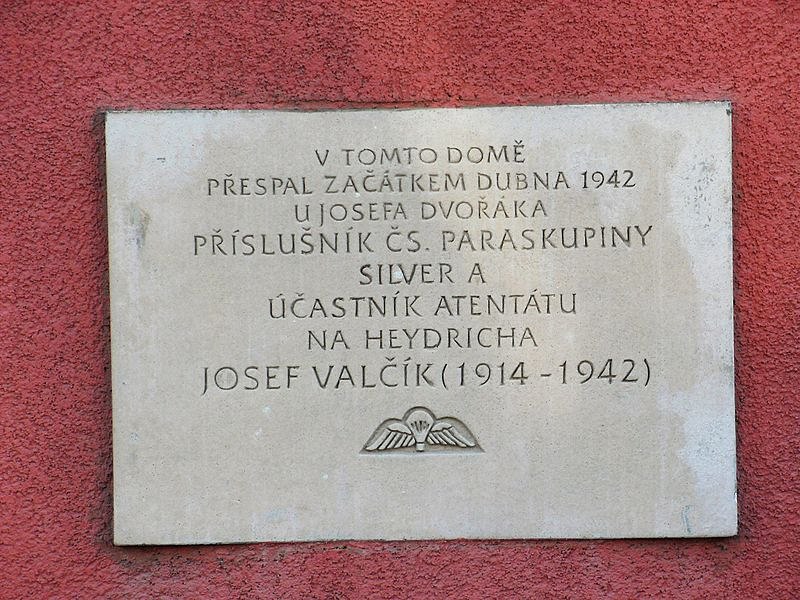 V TOMTO DOMĚ
PŘESPAL ZAČÁTKEM DUBNA 1942
U JOSEFA DVOŘÁKA
PŘÍSLUŠNÍK ČS. PARASKUPINY
SILVER A
ÚČASTNÍK ATENTÁTU
NA HEYDRICHA
JOSEF VALČÍK (1914 - 1942)